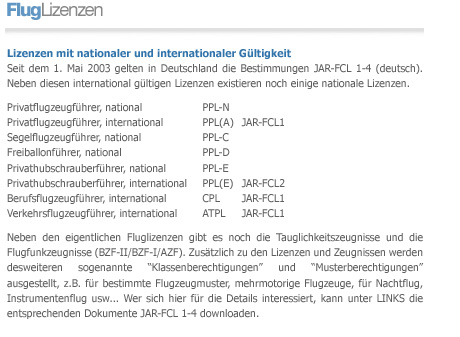 FlugLizenzen
Lizenzen mit nationaler und internationaler Gültigkeit
Seit dem 1. Mai 2003 gelten in Deutschland die Bestimmungen JAR-FCL 1-4 (deutsch).
Neben diesen international gültigen Lizenzen existieren noch einige nationale Lizenzen.
Privatflugzeugführer, national PPL-N
Privatflugzeugführer, international PPL(A) JAR-FCL1
Segelflugzeugführer, national PPL-C
Freiballonführer, national PPL-D
Privathubschrauberführer, national PPL-E
Privathubschrauberführer, international PPL(E) JAR-FCL2
Berufsflugzeugführer, international CPL JAR-FCL1
Verkehrsflugzeugführer, international ATPL JAR-FCL1
Neben den eigentlichen Fluglizenzen gibt es noch die Tauglichkeitszeugnisse und die
Flugfunkzeugnisse (BZF-II/BZF-I/AZF). Zusätzlich zu den Lizenzen und Zeugnissen werden
desweiteren sogenannte "Klassenberechtigungen" und "Musterberechtigungen"
ausgestellt, z.B. für bestimmte Flugzeugmuster, mehrmotorige Flugzeuge, für Nachtflug,
Instrumentenflug usw... Wer sich hier für die Details interessiert, kann unter LINKS die
entsprechenden Dokumente JAR-FCL 1-4 downloaden.